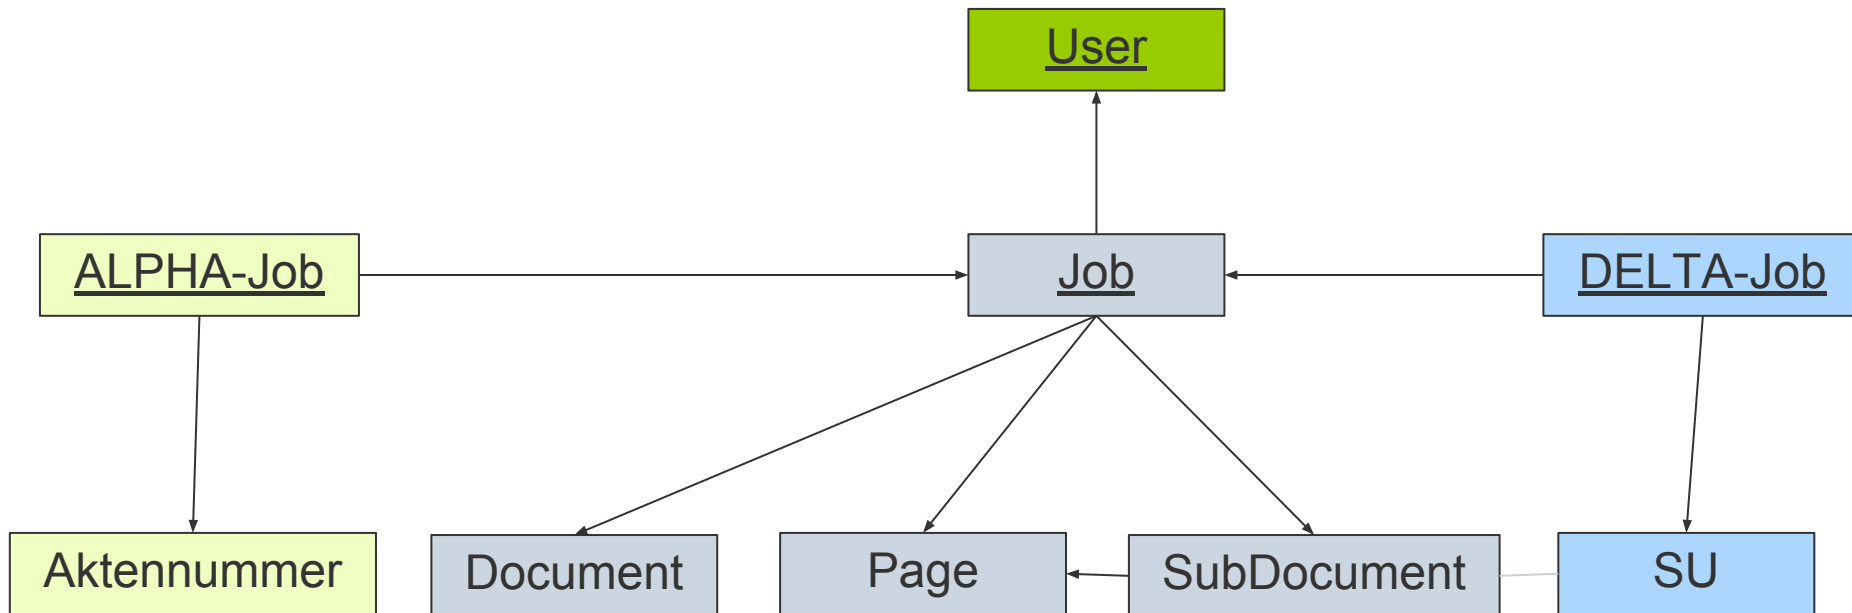 User
ALPHA-Job
Job
DELTA-Job
Aktennummer
Document
Page
SubDocument
SU